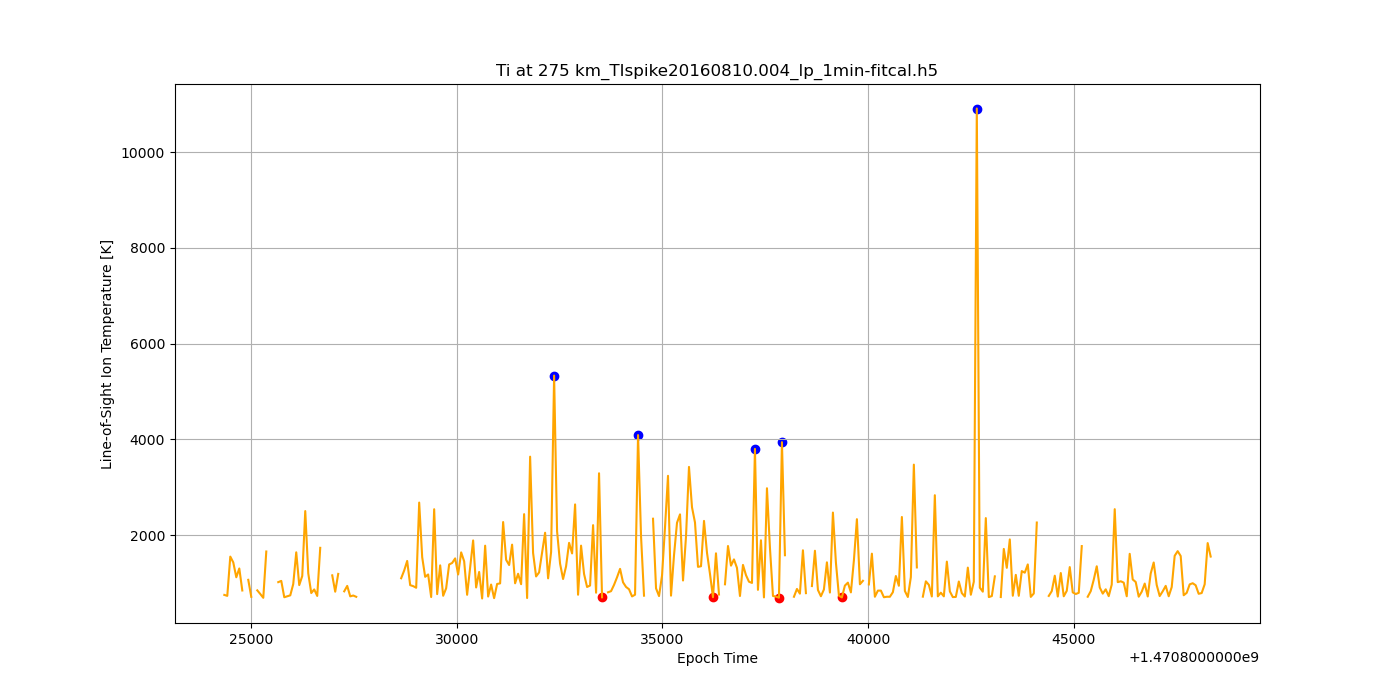 Ti at 275 km_TIspike20160810.004_lp_1min-fitcal.h5
Line-of-Sight Ion Temperature [K]
10000
8000
6000
4000
2000
25000
30000
35000
40000
45000
Epoch Time
+1.4708000000e9